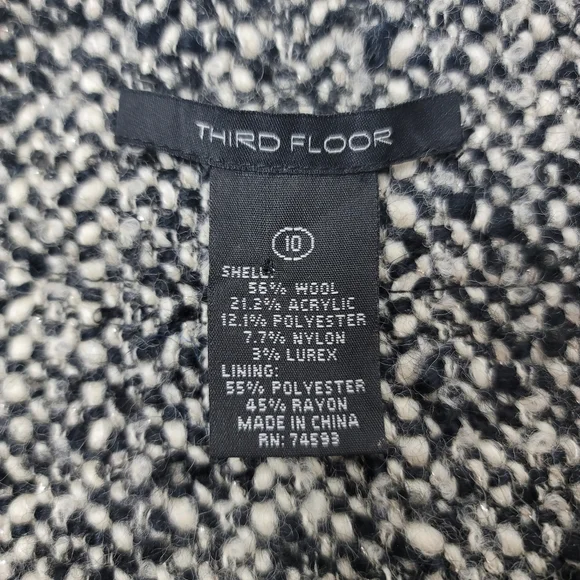 THIRD FLOOR
10
SHELL:
56% WOOL
21.2% ACRYLIC
12.1% POLYESTER
7.7% NYLON
3% LUREX
LINING:
55% POLYESTER
45% RAYON
MADE IN CHINA
RN: 74593